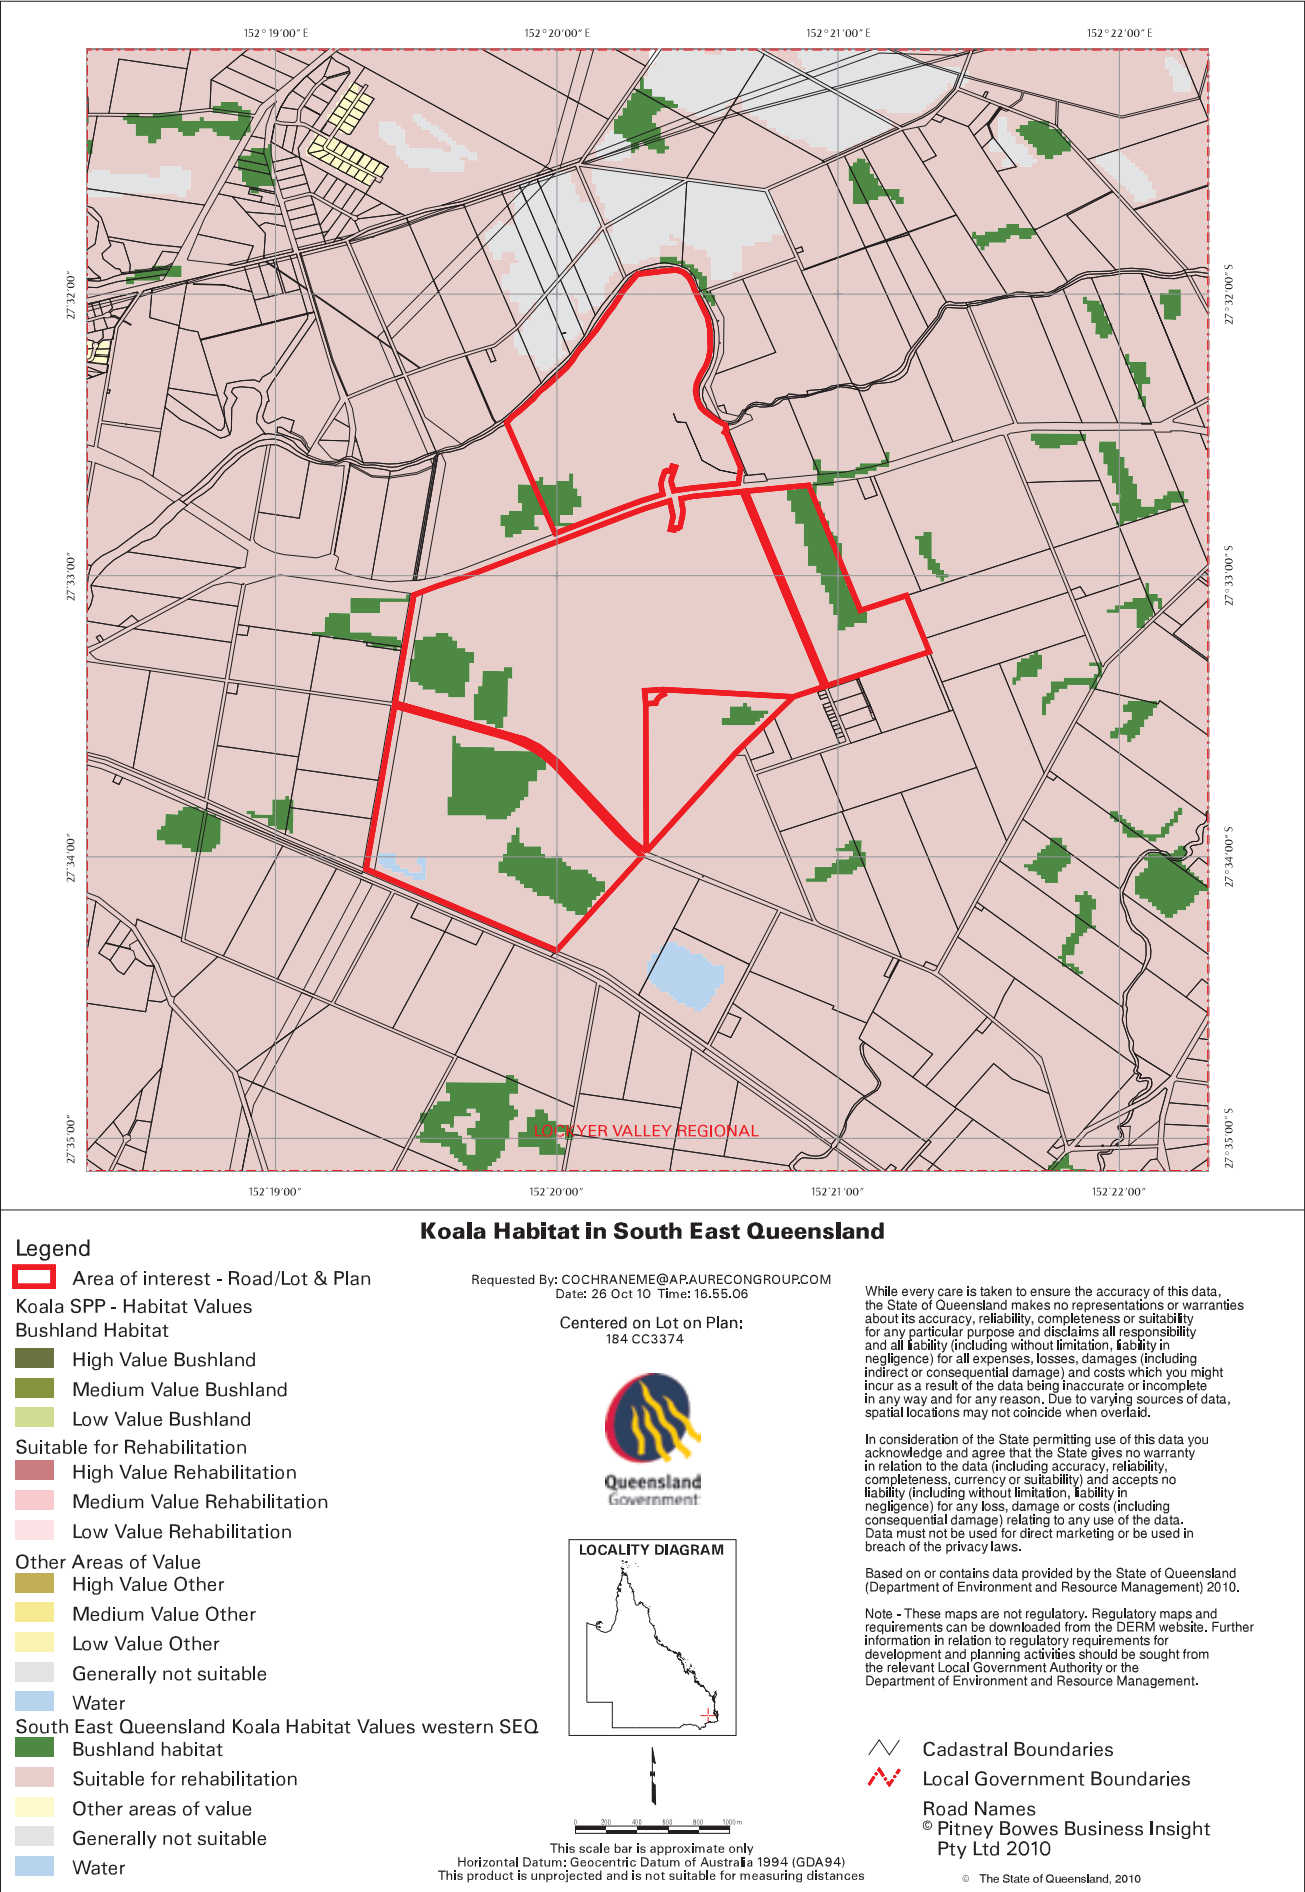 152°19'00" E
152°20'00" E
152°21'00" E
152°22'00" E
27°32'00"
27°33'00"
27°34'00"
27°35'00"
27°32'00" S
27°33'00" S
27°34'00" S
27°35'00" S
LOCKYER VALLEY REGIONAL
152°19'00"
152°20'00"
152°21'00"
152°22'00"
Koala Habitat in South East Queensland
Legend
Area of interest - Road/Lot & Plan
Koala SPP - Habitat Values
Bushland Habitat
High Value Bushland
Medium Value Bushland
Low Value Bushland
Suitable for Rehabilitation
High Value Rehabilitation
Medium Value Rehabilitation
Low Value Rehabilitation
Other Areas of Value
High Value Other
Medium Value Other
Low Value Other
Generally not suitable
Water
South East Queensland Koala Habitat Values western SEQ
Bushland habitat
Suitable for rehabilitation
Other areas of value
Generally not suitable
Water
Requested By: COCHRANEME@AP.AURECONGROUP.COM
Date: 26 Oct 10 Time: 16.55.06
Centered on Lot on Plan:
184 CC3374
Queensland
Government
LOCALITY DIAGRAM
0 200 400 600 800 1000 m
This scale bar is approximate only
Horizontal Datum: Geocentric Datum of Australia 1994 (GDA94)
This product is unprojected and is not suitable for measuring distances
While every care is taken to ensure the accuracy of this data,
the State of Queensland makes no representations or warranties
about its accuracy, reliability, completeness or suitability
for any particular purpose and disclaims all responsibility
and all liability (including without limitation, liability in
negligence) for all expenses, losses, damages (including
indirect or consequential damage) and costs which you might
incur as a result of the data being inaccurate or incomplete
in any way and for any reason. Due to varying sources of data,
spatial locations may not coincide when overlaid.
In consideration of the State permitting use of this data you
acknowledge and agree that the State gives no warranty
in relation to the data (including accuracy, reliability,
completeness, currency or suitability) and accepts no
liability (including without limitation, liability in
negligence) for any loss, damage or costs (including
consequential damage) relating to any use of the data.
Data must not be used for direct marketing or be used in
breach of the privacy laws.
Based on or contains data provided by the State of Queensland
(Department of Environment and Resource Management) 2010.
Note - These maps are not regulatory. Regulatory maps and
requirements can be downloaded from the DERM website. Further
information in relation to regulatory requirements for
development and planning activities should be sought from
the relevant Local Government Authority or the
Department of Environment and Resource Management.
Cadastral Boundaries
Local Government Boundaries
Road Names
© Pitney Bowes Business Insight
Pty Ltd 2010
© The State of Queensland, 2010